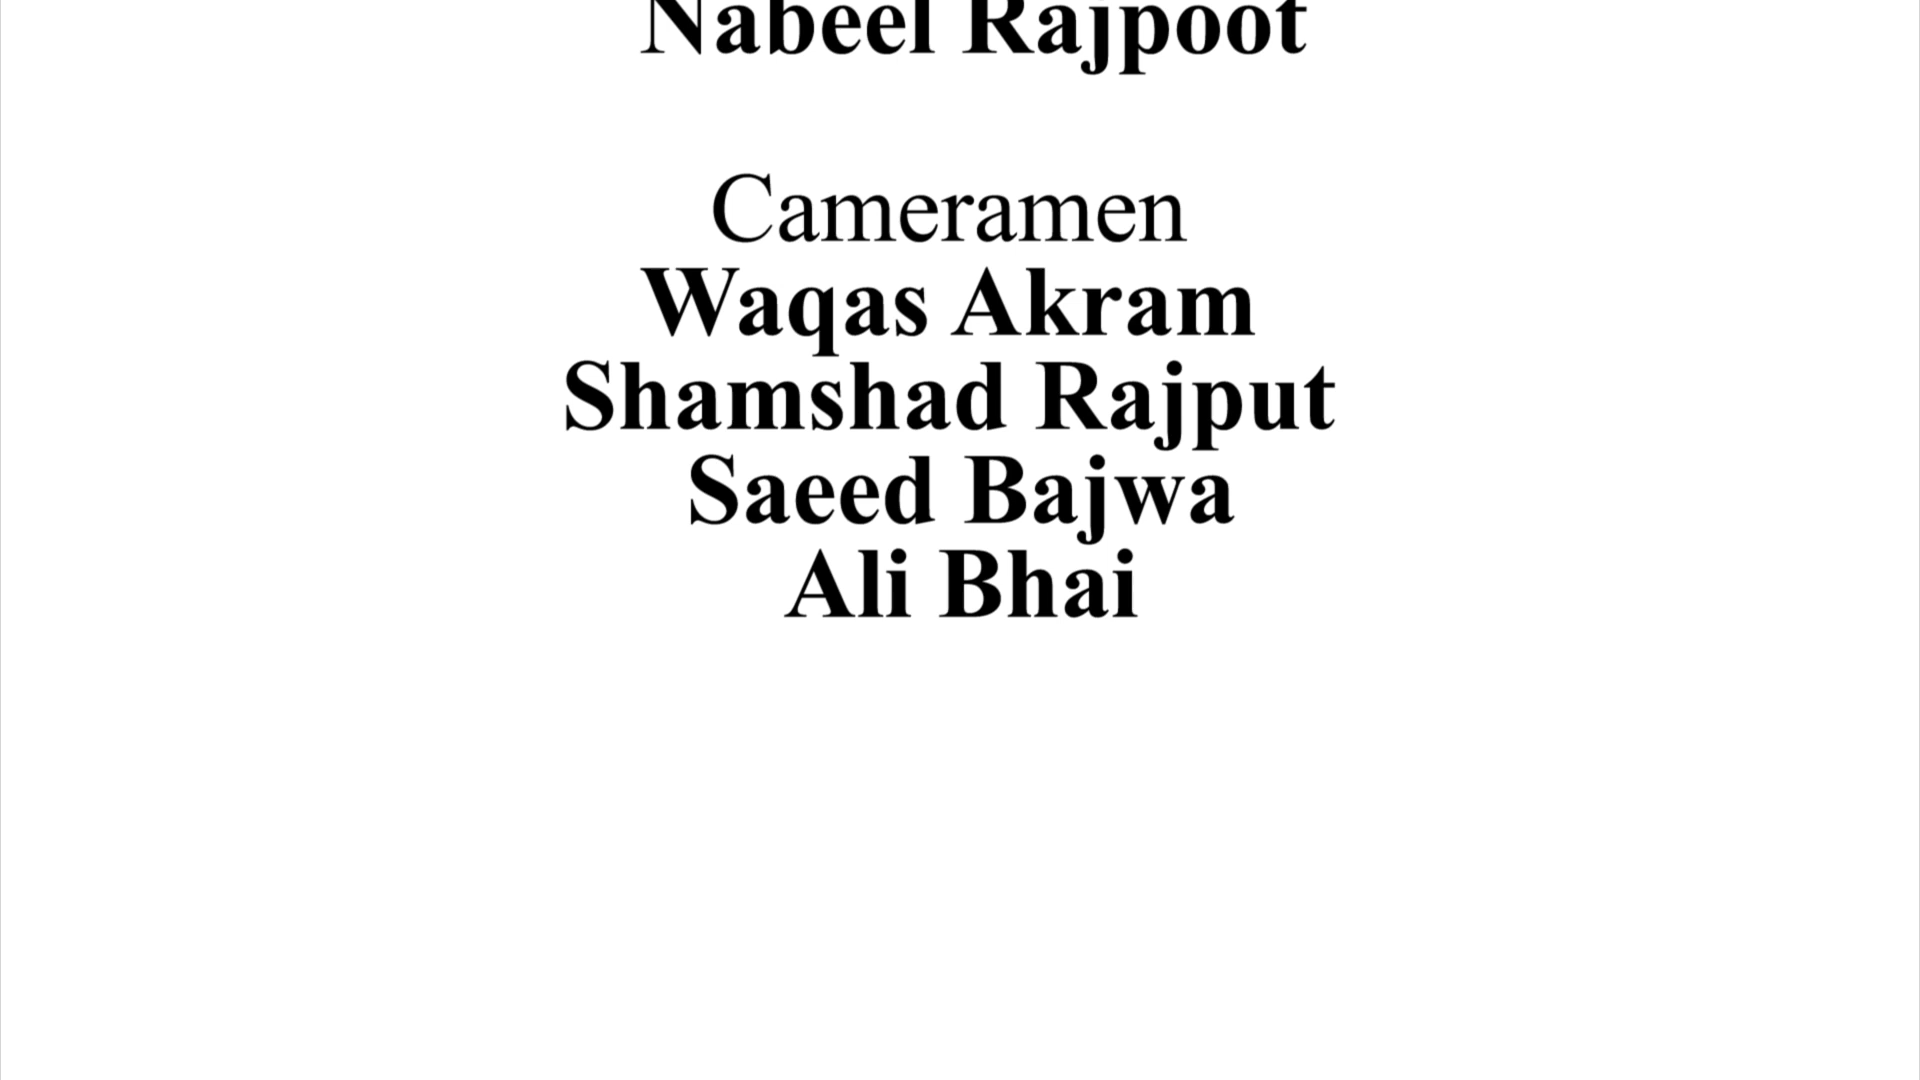 Nabeel Rajpoot
Cameramen
Waqas Akram
Shamshad Rajput
Saeed Bajwa
Ali Bhai